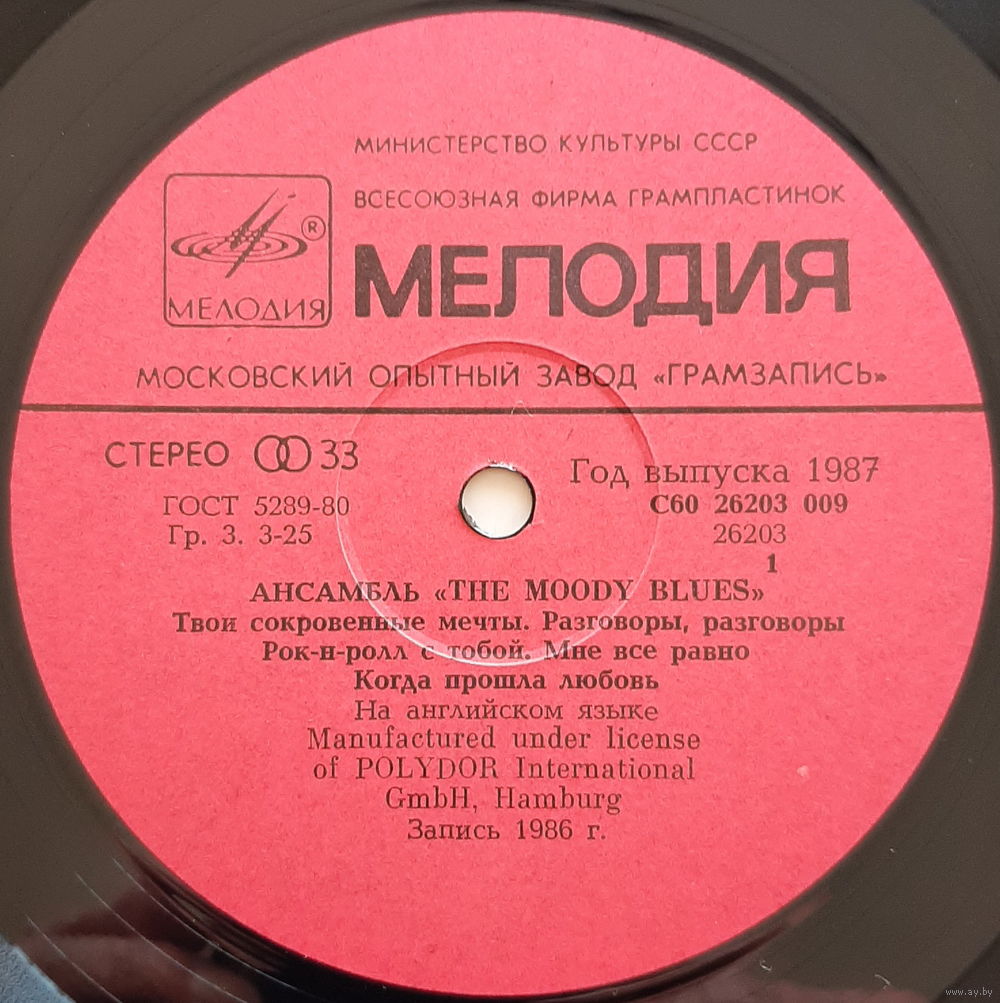 МИНИСТЕРСТВО КУЛЬТУРЫ СССР
ВСЕСОЮЗНАЯ ФИРМА ГРАМПЛАСТИНОК
®
МЕЛОДИЯ
МЕЛОДИЯ
МОСКОВСКИЙ ОПЫТНЫЙ ЗАВОД «ГРАМЗАПИСЬ»
СТЕРЕО 33
Год выпуска 1987
ГОСТ 5289-80
С60 26203 009
Гр. 3. 3-25
26203
1
АНСАМБЛЬ «THE MOODY BLUES»
Твои сокровенные мечты. Разговоры, разговоры
Рок-н-ролл с тобой. Мне все равно
Когда прошла любовь
На английском языке
Manufactured under license
of POLYDOR International
GmbH, Hamburg
Запись 1986 г.
www.ay.by